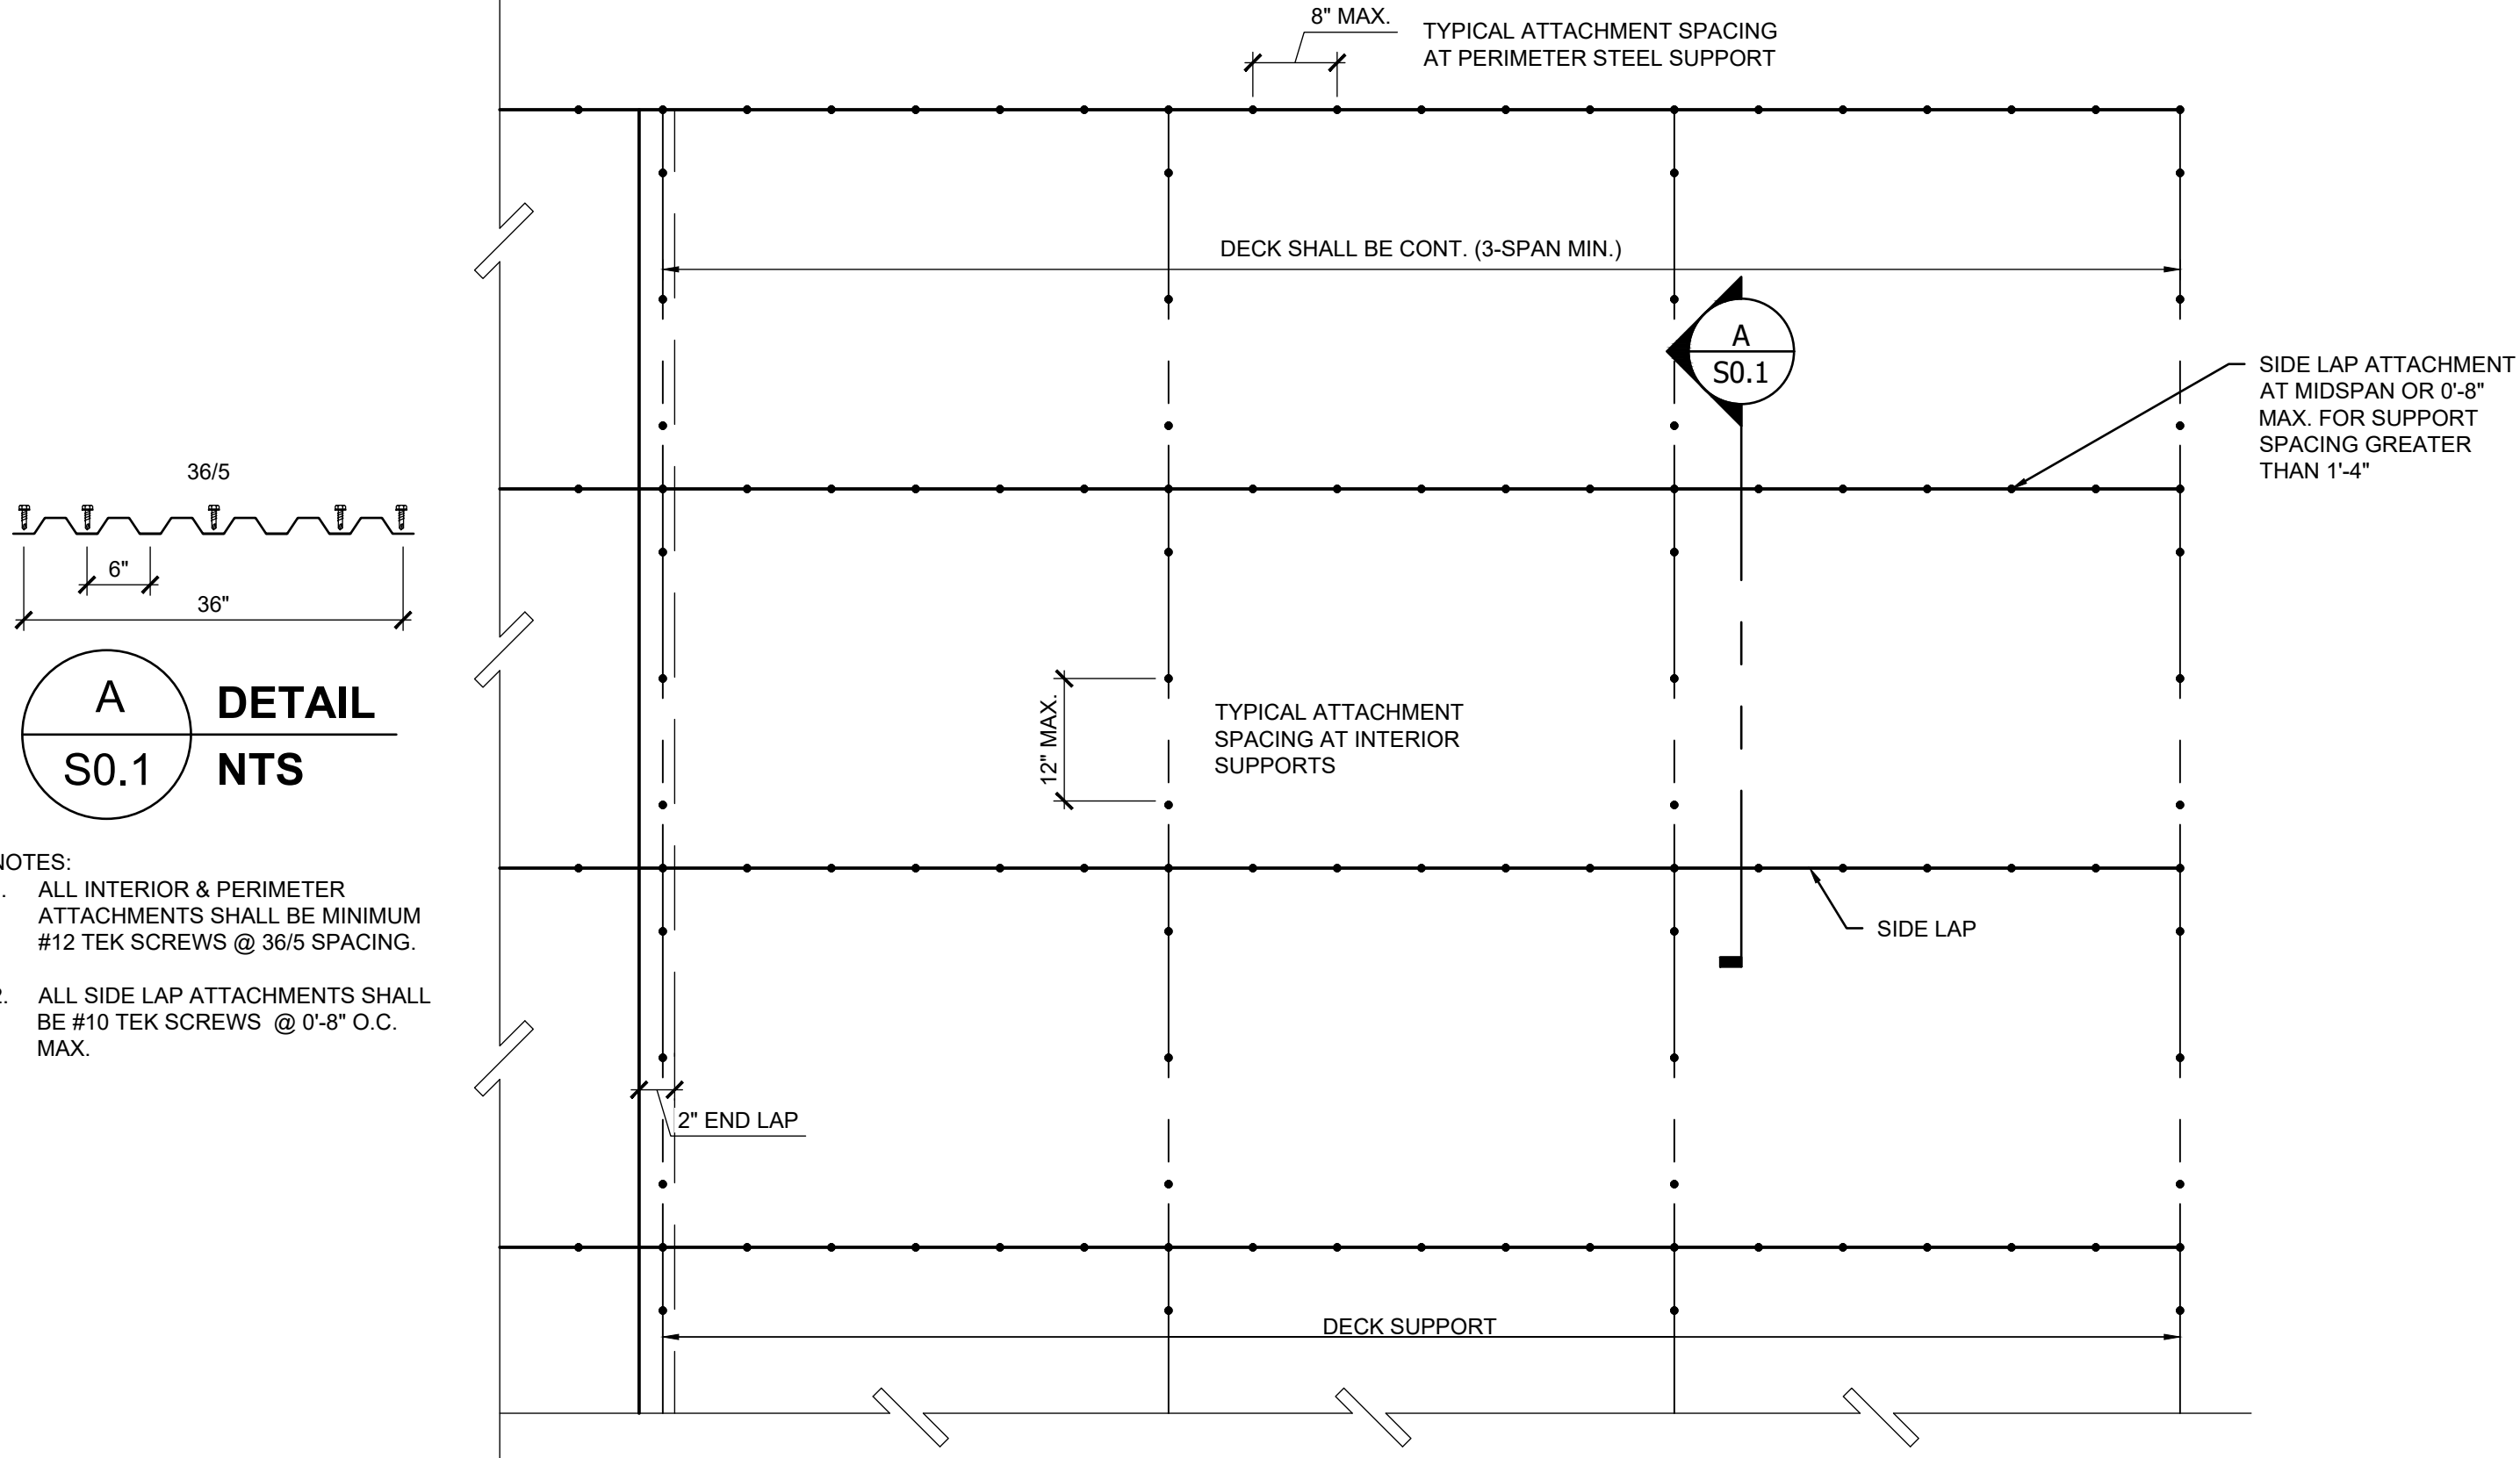 8" MAX.
TYPICAL ATTACHMENT SPACING
AT PERIMETER STEEL SUPPORT
DECK SHALL BE CONT. (3-SPAN MIN.)
A
S0.1
SIDE LAP ATTACHMENT
AT MIDSPAN OR 0'-8"
MAX. FOR SUPPORT
SPACING GREATER
THAN 1'-4"
36/5
6"
36"
A
S0.1
DETAIL
NTS
12" MAX.
TYPICAL ATTACHMENT
SPACING AT INTERIOR
SUPPORTS
NOTES:
. ALL INTERIOR & PERIMETER
ATTACHMENTS SHALL BE MINIMUM
#12 TEK SCREWS @ 36/5 SPACING.
2. ALL SIDE LAP ATTACHMENTS SHALL
BE #10 TEK SCREWS @ 0'-8" O.C.
MAX.
SIDE LAP
2" END LAP
DECK SUPPORT